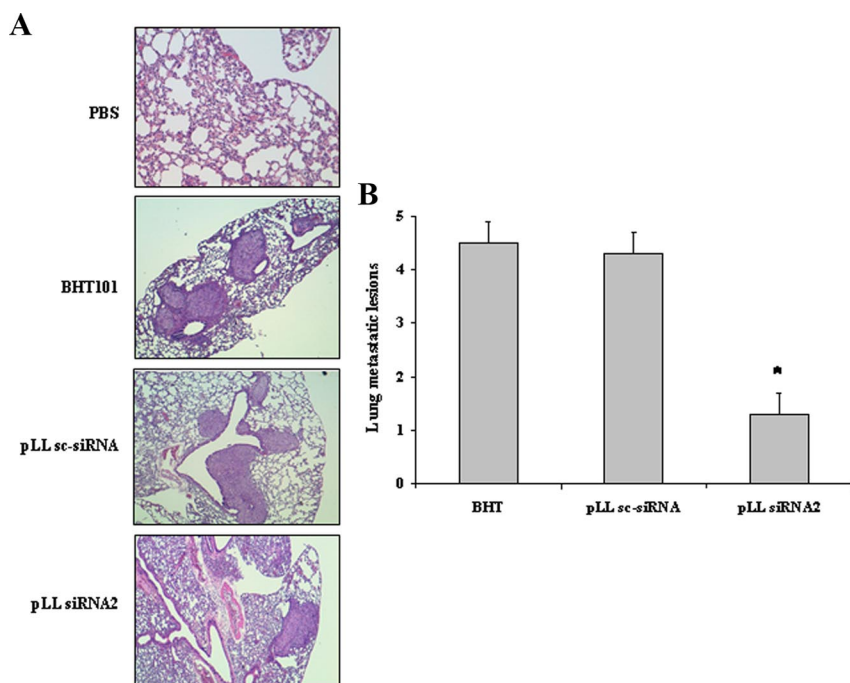 A
PBS
BHT101
pLL sc-siRNA
pLL siRNA2
B
Lung metastatic lesions
5
4
3
2
1
0
*
BHT
pLL sc-siRNA
pLL siRNA2